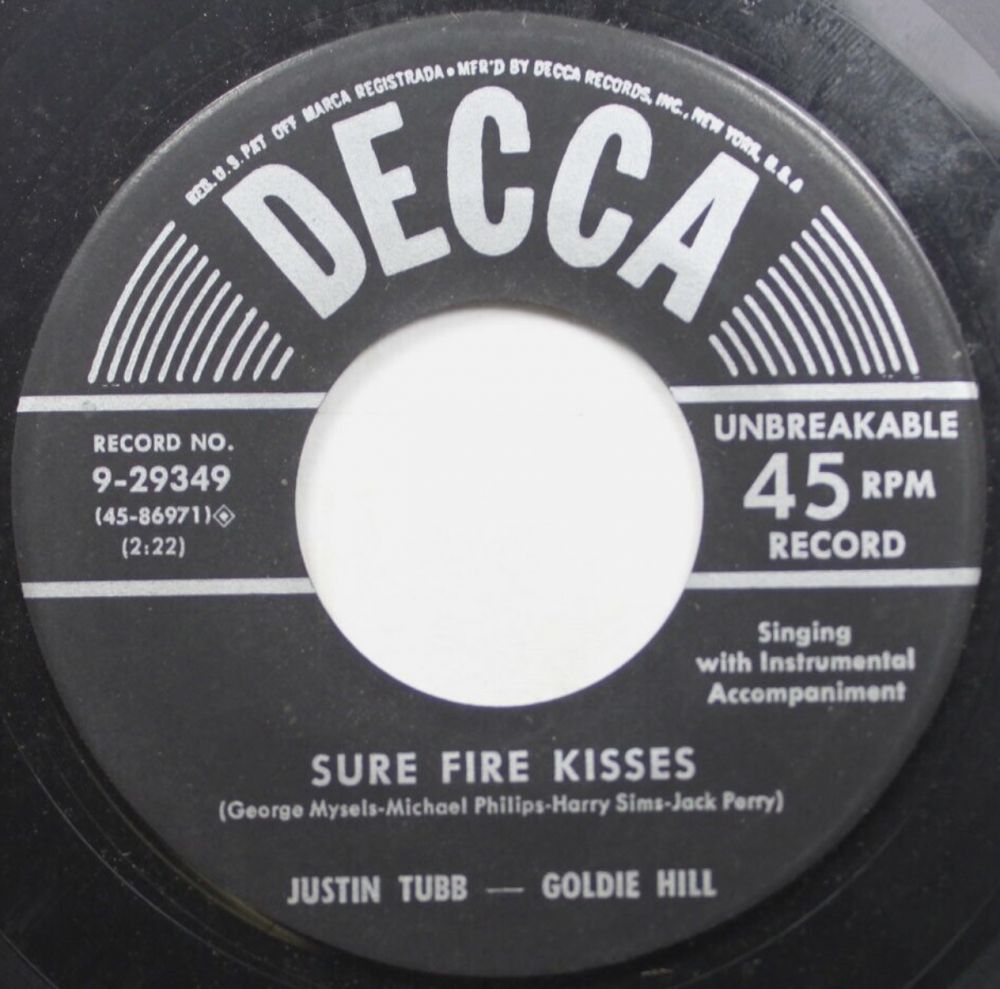 REG. U.S. PAT OFF MARCA REGISTRADA • MFR'D BY DECCA RECORDS, INC., NEW YORK, U.S.A
DECCA
RECORD NO.
9-29349
(45-86971)
(2:22)
UNBREAKABLE
45 RPM
RECORD
Singing
with Instrumental
Accompaniment
SURE FIRE KISSES
(George Mysels-Michael Philips-Harry Sims-Jack Perry)
JUSTIN TUBB — GOLDIE HILL